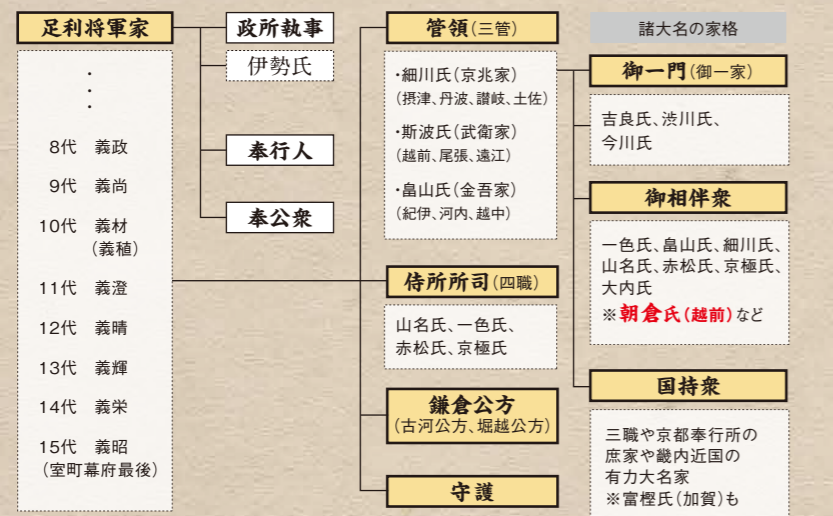 足利将軍家
・
・
・
8代 義政
9代 義尚
10代 義材
(義稙)
11代 義澄
12代 義晴
13代 義輝
14代 義栄
15代 義昭
(室町幕府最後)
政所執事
伊勢氏
奉行人
奉公衆
管領(三管)
・細川氏(京兆家)
(摂津、丹波、讃岐、土佐)
・斯波氏(武衛家)
(越前、尾張、遠江)
・畠山氏(金吾家)
(紀伊、河内、越中)
侍所所司(四職)
山名氏、一色氏、
赤松氏、京極氏
鎌倉公方
(古河公方、堀越公方)
守護
諸大名の家格
御一門(御一家)
吉良氏、渋川氏、
今川氏
御相伴衆
一色氏、畠山氏、細川氏、
山名氏、赤松氏、京極氏、
大内氏
※朝倉氏(越前)など
国持衆
三職や京都奉行所の
庶家や畿内近国の
有力大名家
※富樫氏(加賀)も